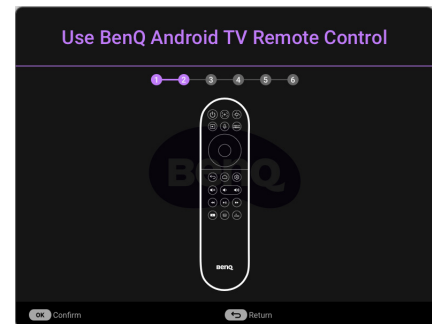 Use BenQ Android TV Remote Control
1 2 3 4 5 6
BenQ
BenQ
OK Confirm
Return